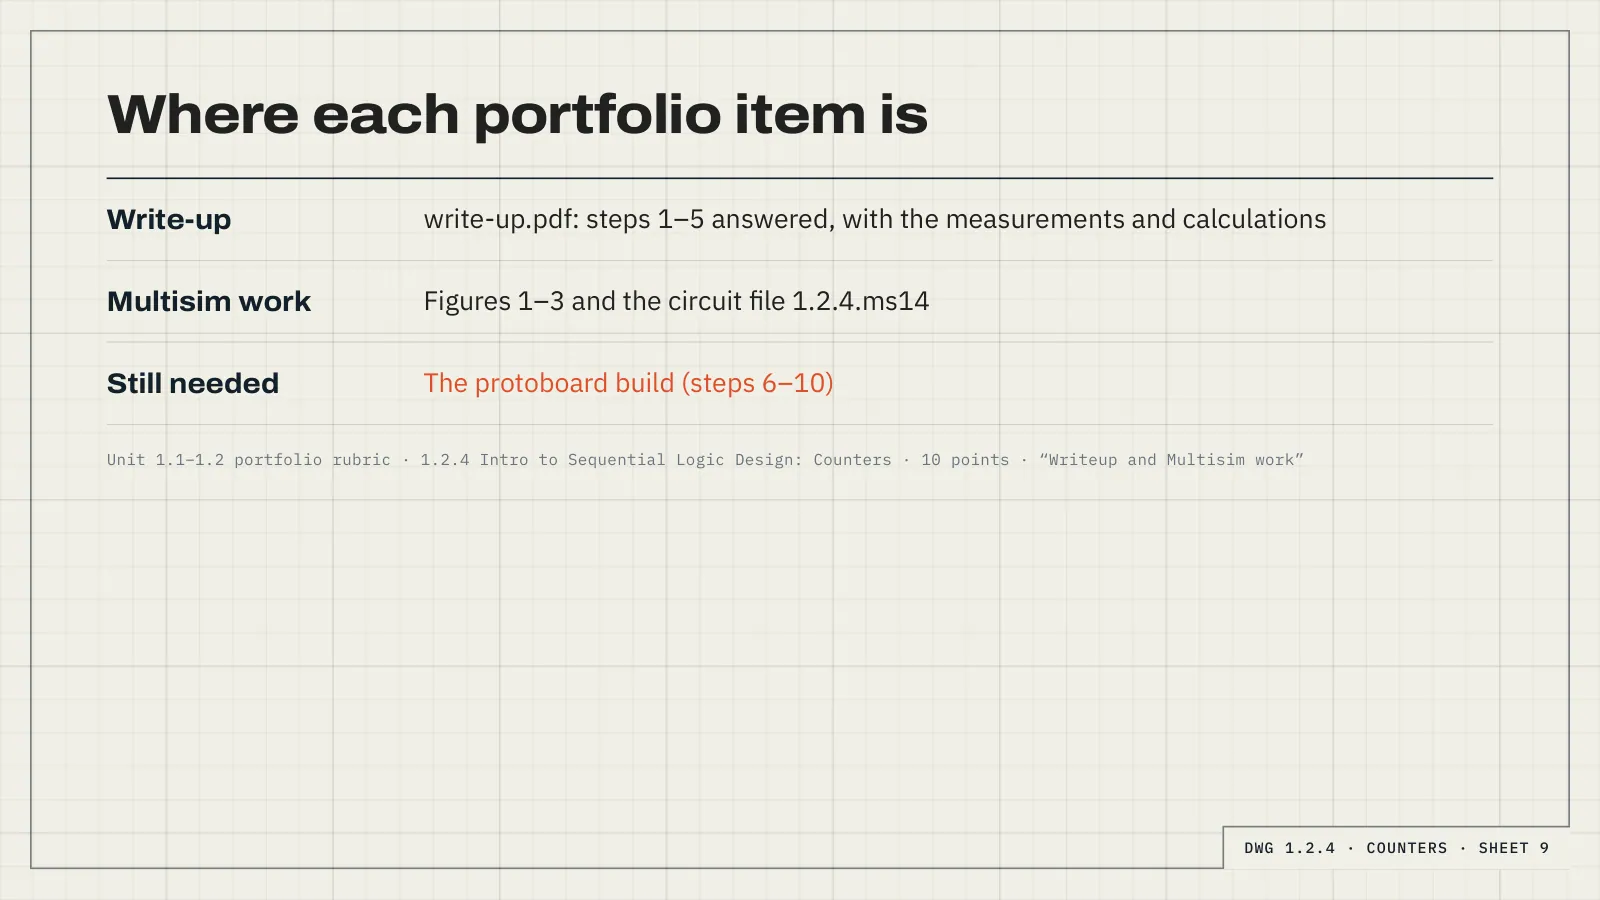 Where each portfolio item is
Write-up
write-up.pdf: steps 1–5 answered, with the measurements and calculations
Multisim work
Figures 1–3 and the circuit file 1.2.4.ms14
Still needed
The protoboard build (steps 6–10)
Unit 1.1–1.2 portfolio rubric · 1.2.4 Intro to Sequential Logic Design: Counters · 10 points · “Writeup and Multisim work”
DWG 1.2.4 · COUNTERS · SHEET 9